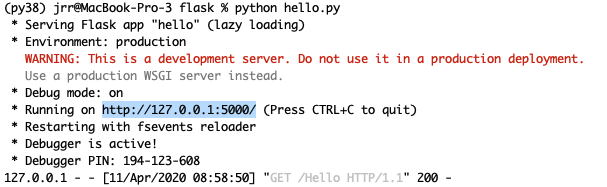 (py38) jrr@MacBook-Pro-3 flask % python hello.py
* Serving Flask app "hello" (lazy loading)
* Environment: production
WARNING: This is a development server. Do not use it in a production deployment.
Use a production WSGI server instead.
* Debug mode: on
* Running on http://127.0.0.1:5000/ (Press CTRL+C to quit)
* Restarting with fsevents reloader
* Debugger is active!
* Debugger PIN: 194-123-608
127.0.0.1 - - [11/Apr/2020 08:58:50] "GET /Hello HTTP/1.1" 200 -